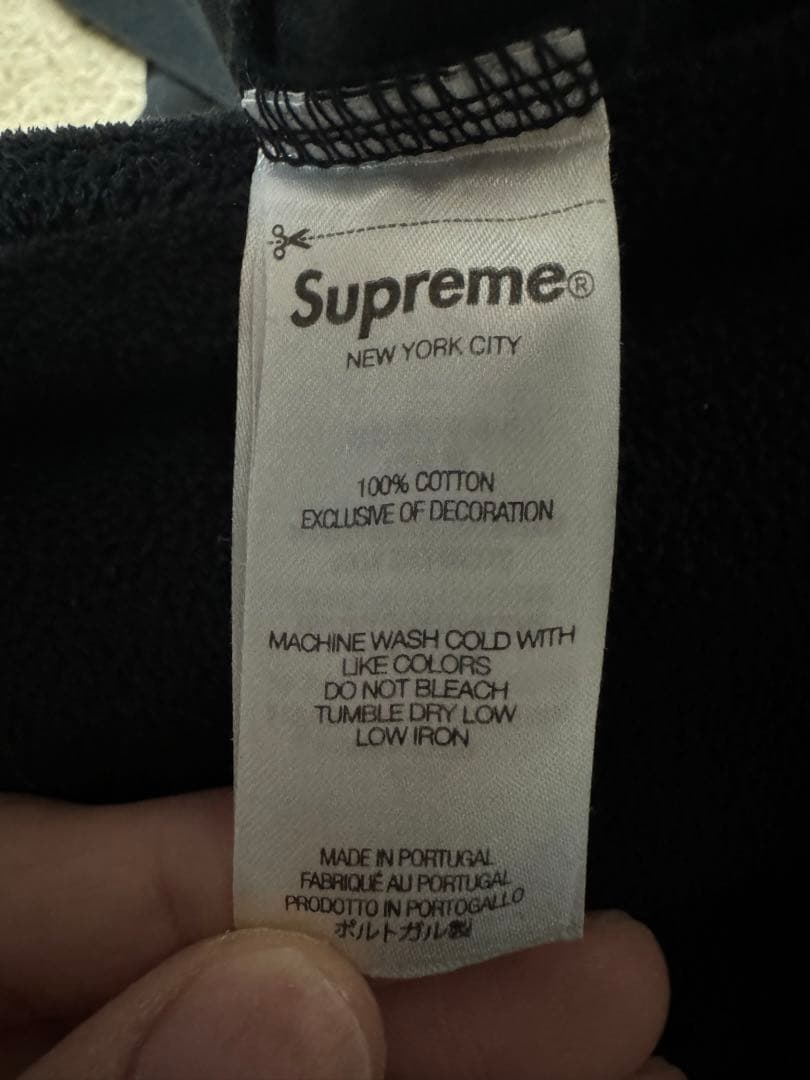 Supreme®
NEW YORK CITY
100% COTTON
EXCLUSIVE OF DECORATION
MACHINE WASH COLD WITH
LIKE COLORS
DO NOT BLEACH
TUMBLE DRY LOW
LOW IRON
MADE IN PORTUGAL
FABRIQUÉ AU PORTUGAL
PRODOTTO IN PORTOGALLO
ポルトガル製